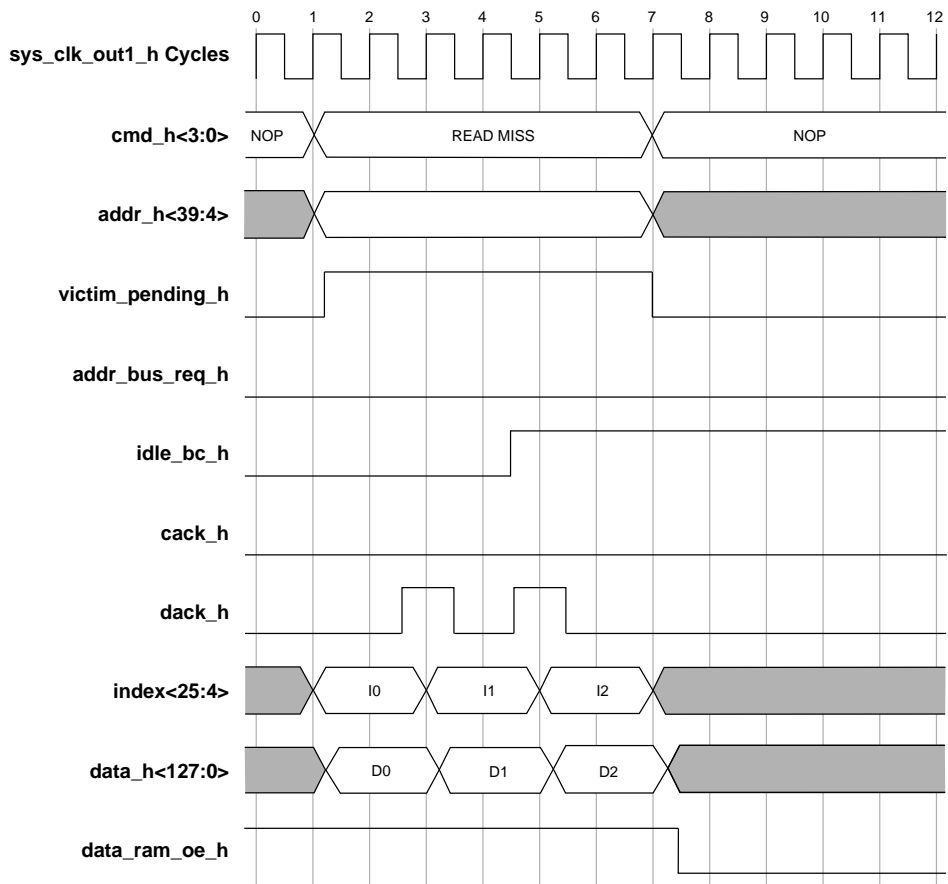 0 1 2 3 4 5 6 7 8 9 10 11 12
sys_clk_out1_h Cycles
cmd_h<3:0> NOP READ MISS NOP
addr_h<39:4>
victim_pending_h
addr_bus_req_h
idle_bc_h
cack_h
dack_h
index<25:4> I0 I1 I2
data_h<127:0> D0 D1 D2
data_ram_oe_h